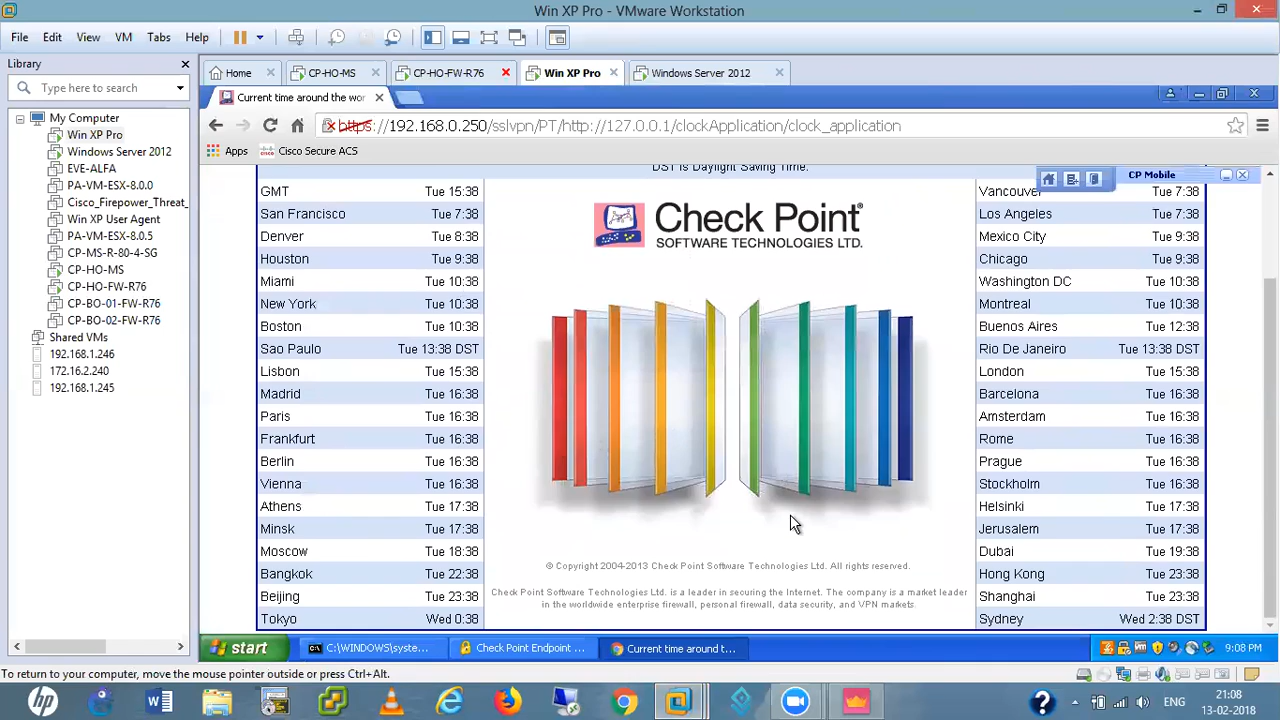 Win XP Pro - VMware Workstation
File Edit View VM Tabs Help
Library
Type here to search
My Computer
Win XP Pro
Windows Server 2012
EVE-ALFA
PA-VM-ESX-8.0.0
Cisco_Firepower_Threat_
Win XP User Agent
PA-VM-ESX-8.0.5
CP-MS-R-80-4-SG
CP-HO-MS
CP-HO-FW-R76
CP-BO-01-FW-R76
CP-BO-02-FW-R76
Shared VMs
192.168.1.246
172.16.2.240
192.168.1.245
Home CP-HO-MS CP-HO-FW-R76 Win XP Pro Windows Server 2012
Current time around the wor
https://192.168.0.250/sslvpn/PT/http://127.0.0.1/clockApplication/clock_application
Apps Cisco Secure ACS
DST is Daylight Saving Time.
CP Mobile
GMT Tue 15:38
San Francisco Tue 7:38
Denver Tue 8:38
Houston Tue 9:38
Miami Tue 10:38
New York Tue 10:38
Boston Tue 10:38
Sao Paulo Tue 13:38 DST
Lisbon Tue 15:38
Madrid Tue 16:38
Paris Tue 16:38
Frankfurt Tue 16:38
Berlin Tue 16:38
Vienna Tue 16:38
Athens Tue 17:38
Minsk Tue 17:38
Moscow Tue 18:38
Bangkok Tue 22:38
Beijing Tue 23:38
Tokyo Wed 0:38
Check Point
SOFTWARE TECHNOLOGIES LTD.
© Copyright 2004-2013 Check Point Software Technologies Ltd. All rights reserved.
Check Point Software Technologies Ltd. is a leader in securing the Internet. The company is a market leader
in the worldwide enterprise firewall, personal firewall, data security, and VPN markets.
Vancouver Tue 7:38
Los Angeles Tue 7:38
Mexico City Tue 9:38
Chicago Tue 9:38
Washington DC Tue 10:38
Montreal Tue 10:38
Buenos Aires Tue 12:38
Rio De Janeiro Tue 13:38 DST
London Tue 15:38
Barcelona Tue 16:38
Amsterdam Tue 16:38
Rome Tue 16:38
Prague Tue 16:38
Stockholm Tue 16:38
Helsinki Tue 17:38
Jerusalem Tue 17:38
Dubai Tue 19:38
Hong Kong Tue 23:38
Shanghai Tue 23:38
Sydney Wed 2:38 DST
start C:\WINDOWS\syste... Check Point Endpoint ... Current time around t... 9:08 PM
To return to your computer, move the mouse pointer outside or press Ctrl+Alt.
ENG 21:08
13-02-2018